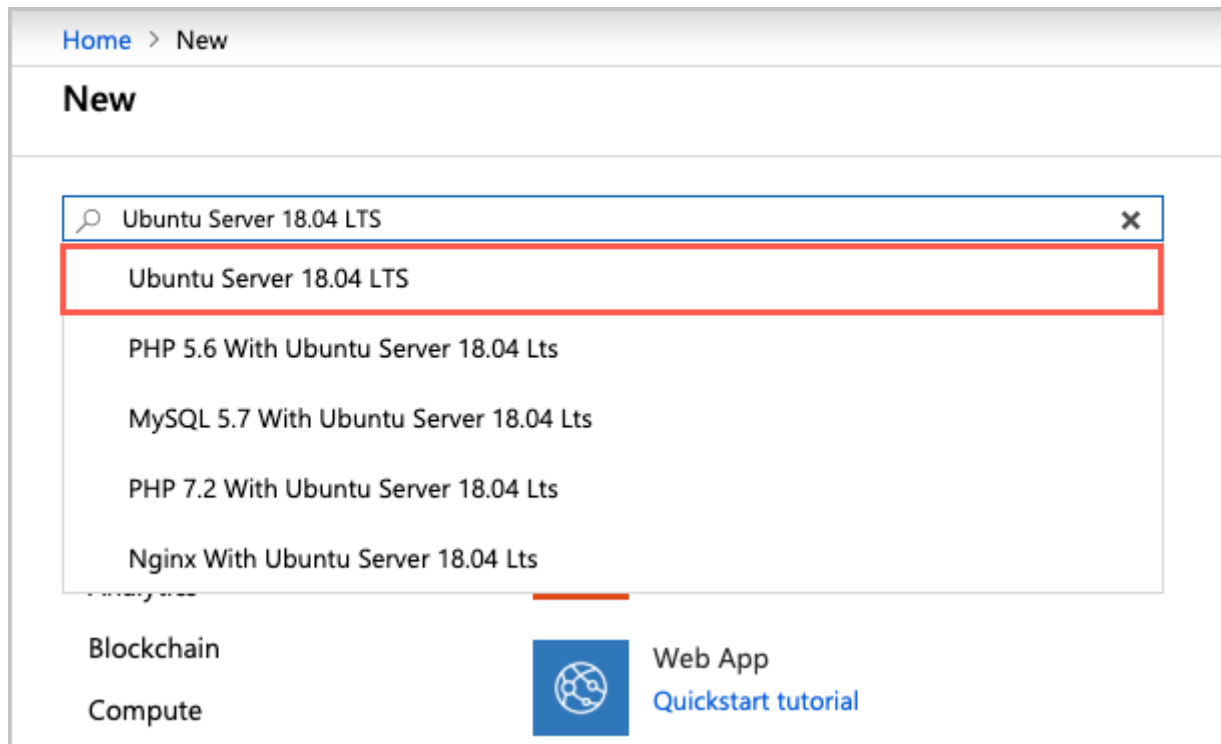 Home > New
New
Ubuntu Server 18.04 LTS
Ubuntu Server 18.04 LTS
PHP 5.6 With Ubuntu Server 18.04 Lts
MySQL 5.7 With Ubuntu Server 18.04 Lts
PHP 7.2 With Ubuntu Server 18.04 Lts
Nginx With Ubuntu Server 18.04 Lts
Analytics
Blockchain
Web App
Quickstart tutorial
Compute